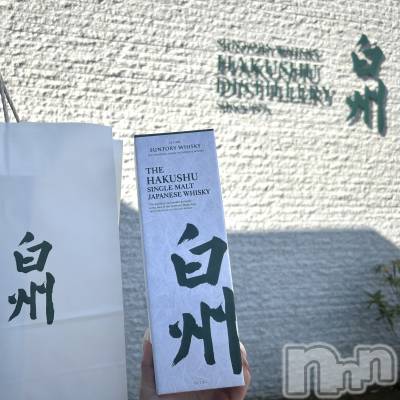 SUNTORY WHISKY
HAKUSHU
DISTILLERY
SINCE 1973
白州
白州
SUNTORY WHISKY
THE
HAKUSHU
SINGLE MALT
JAPANESE WHISKY
白州